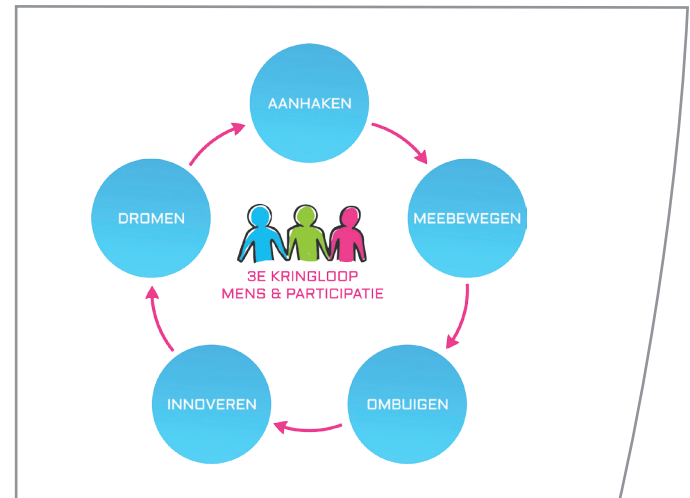 AANHAKEN
MEEBEWEGEN
OMBUIGEN
INNOVEREN
DROMEN
3E KRINGLOOP
MENS & PARTICIPATIE